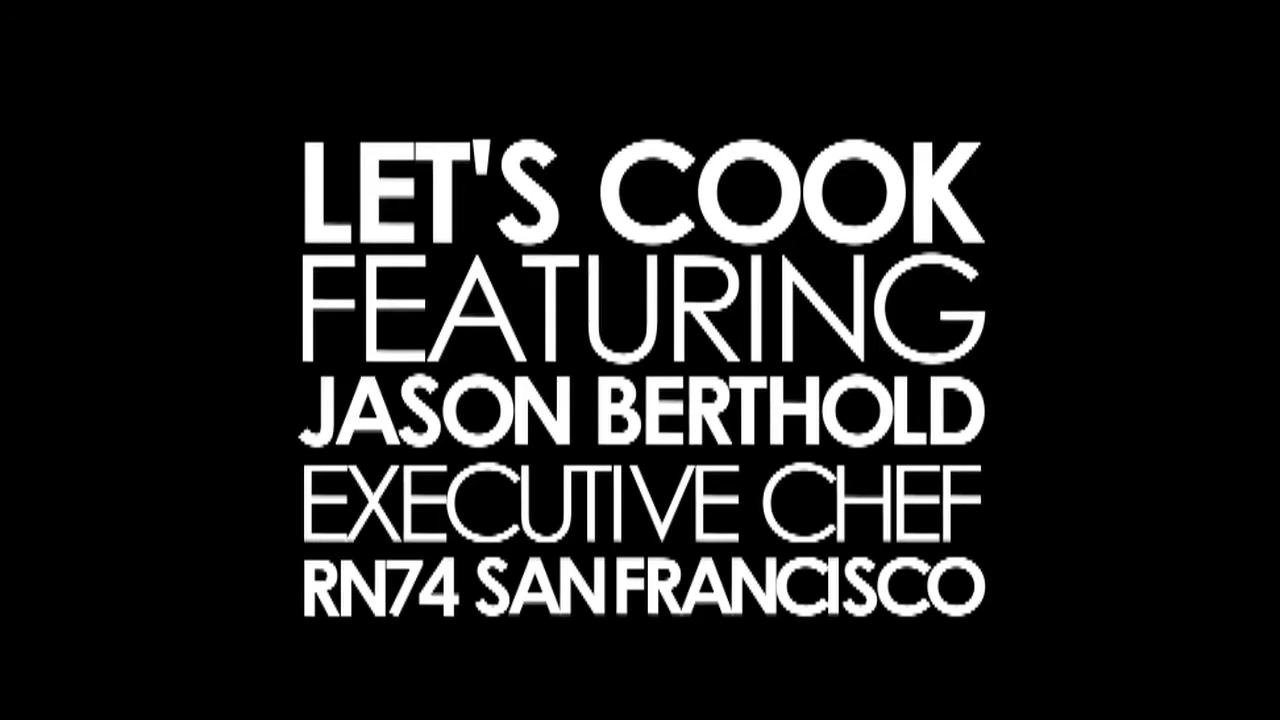 LET'S COOK
FEATURING
JASON BERTHOLD
EXECUTIVE CHEF
RN74 SAN FRANCISCO